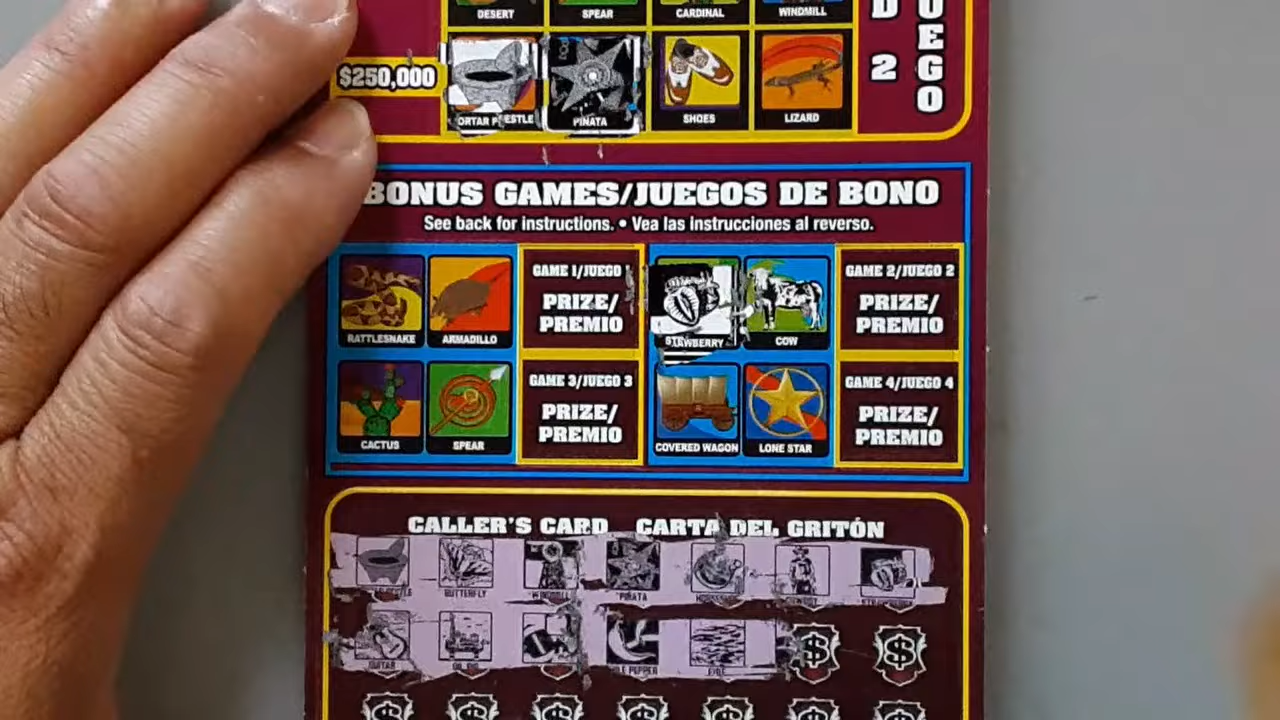 DESERT SPEAR CARDINAL WINDMILL
D UEGO
2
$250,000
PINATA SHOES LIZARD
BONUS GAMES/JUEGOS DE BONO
See back for instructions. • Vea las instrucciones al reverso.
GAME 1/JUEGO
PRIZE/
PREMIO
GAME 2/JUEGO 2
PRIZE/
PREMIO
RATTLESNAKE ARMADILLO
COW
GAME 3/JUEGO 3
PRIZE/
PREMIO
GAME 4/JUEGO 4
PRIZE/
PREMIO
CACTUS SPEAR
COVERED WAGON LONE STAR
CALLER'S CARD CARTA DEL GRITÓN
BUTTERFLY WINDMILL PINATA
GUITAR